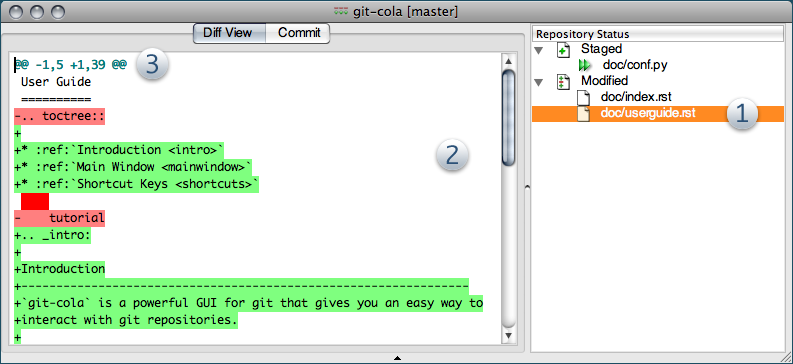 git-cola [master]
Diff View Commit
@@ -1,5 +1,39 @@ 3
 User Guide
 ==========
-.. toctree::
+
+* :ref:`Introduction <intro>`
+* :ref:`Main Window <mainwindow>`
+* :ref:`Shortcut Keys <shortcuts>`
2
-    tutorial
+.. _intro:
+
+Introduction
+----------------------------------------------------------------
+`git-cola` is a powerful GUI for git that gives you an easy way to
+interact with git repositories.
+
Repository Status
Staged
doc/conf.py
Modified
doc/index.rst
doc/userguide.rst 1